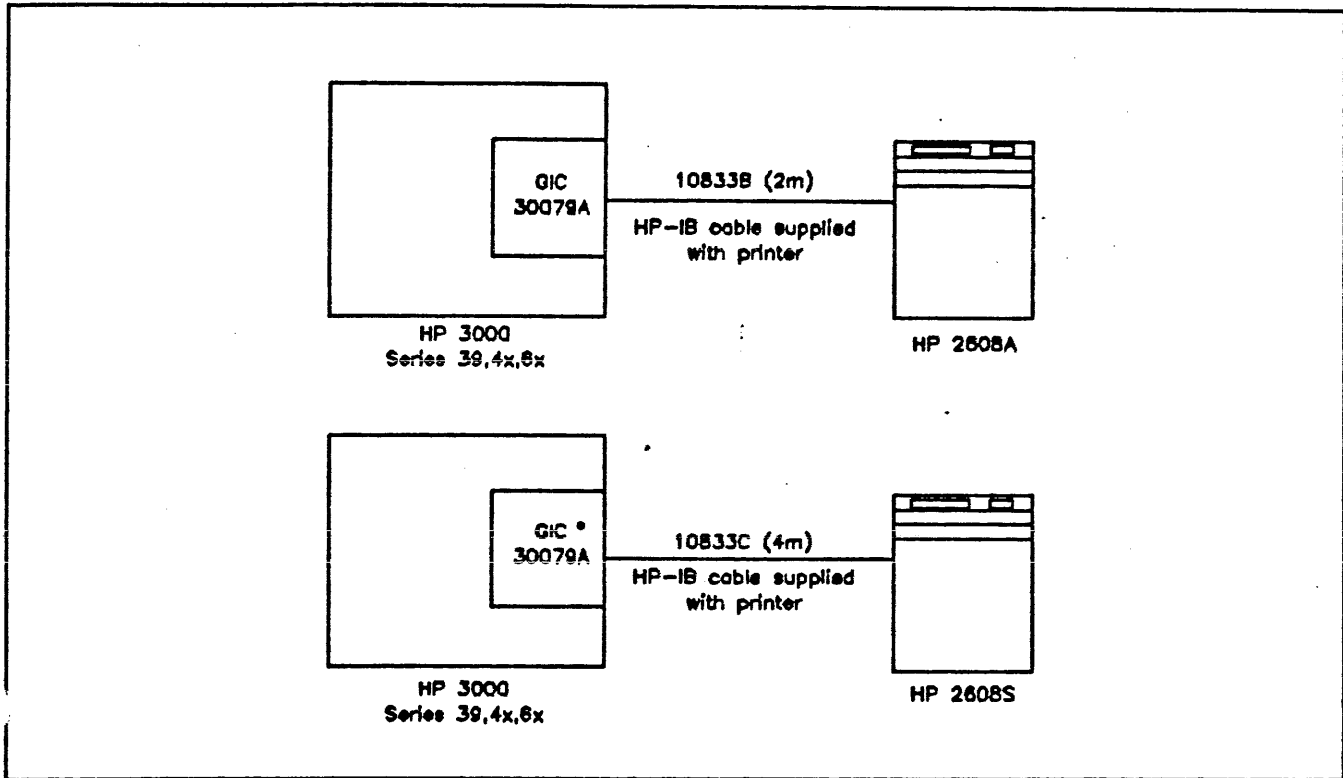 GIC
30079A
10833B (2m)
HP-IB cable supplied
with printer
HP 3000
Series 39,4x,6x
HP 2608A
GIC *
30079A
10833C (4m)
HP-IB cable supplied
with printer
HP 3000
Series 39,4x,6x
HP 2608S